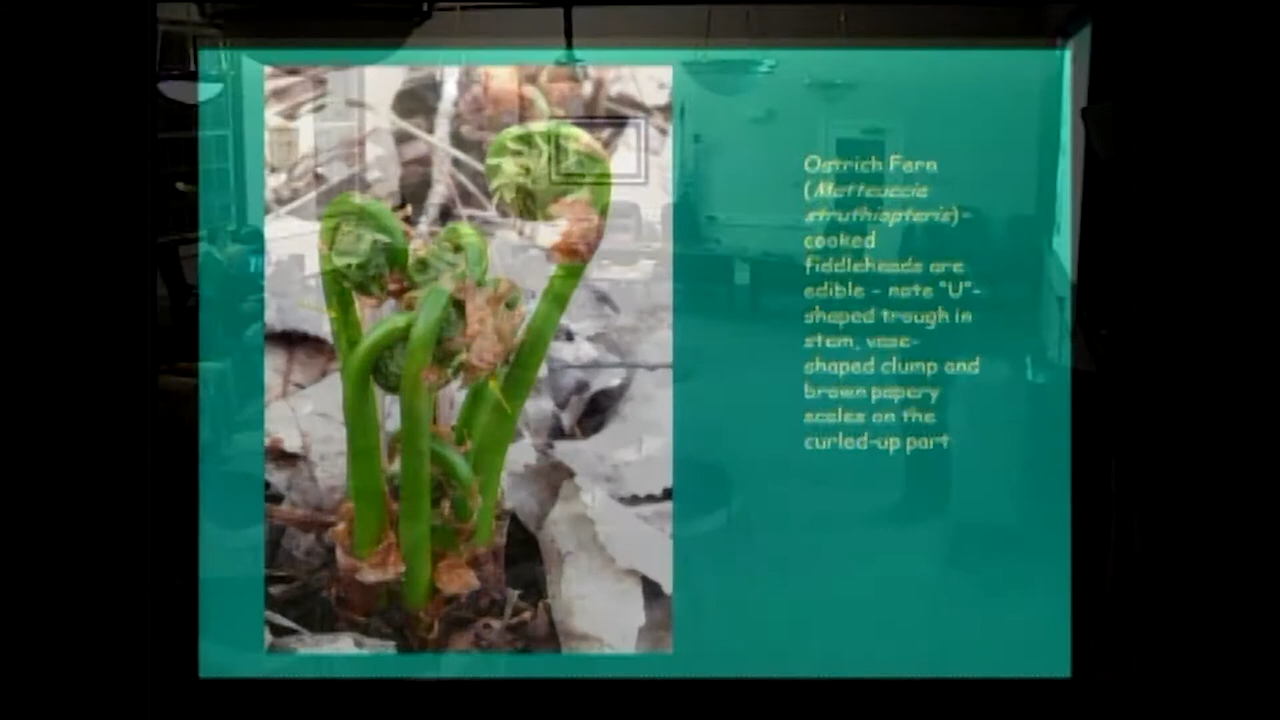 Ostrich Fern
(Matteuccia
struthiopteris)-
cooked
fiddleheads are
edible - note "U"-
shaped trough in
stem, vase-
shaped clump and
brown papery
scales on the
curled-up part